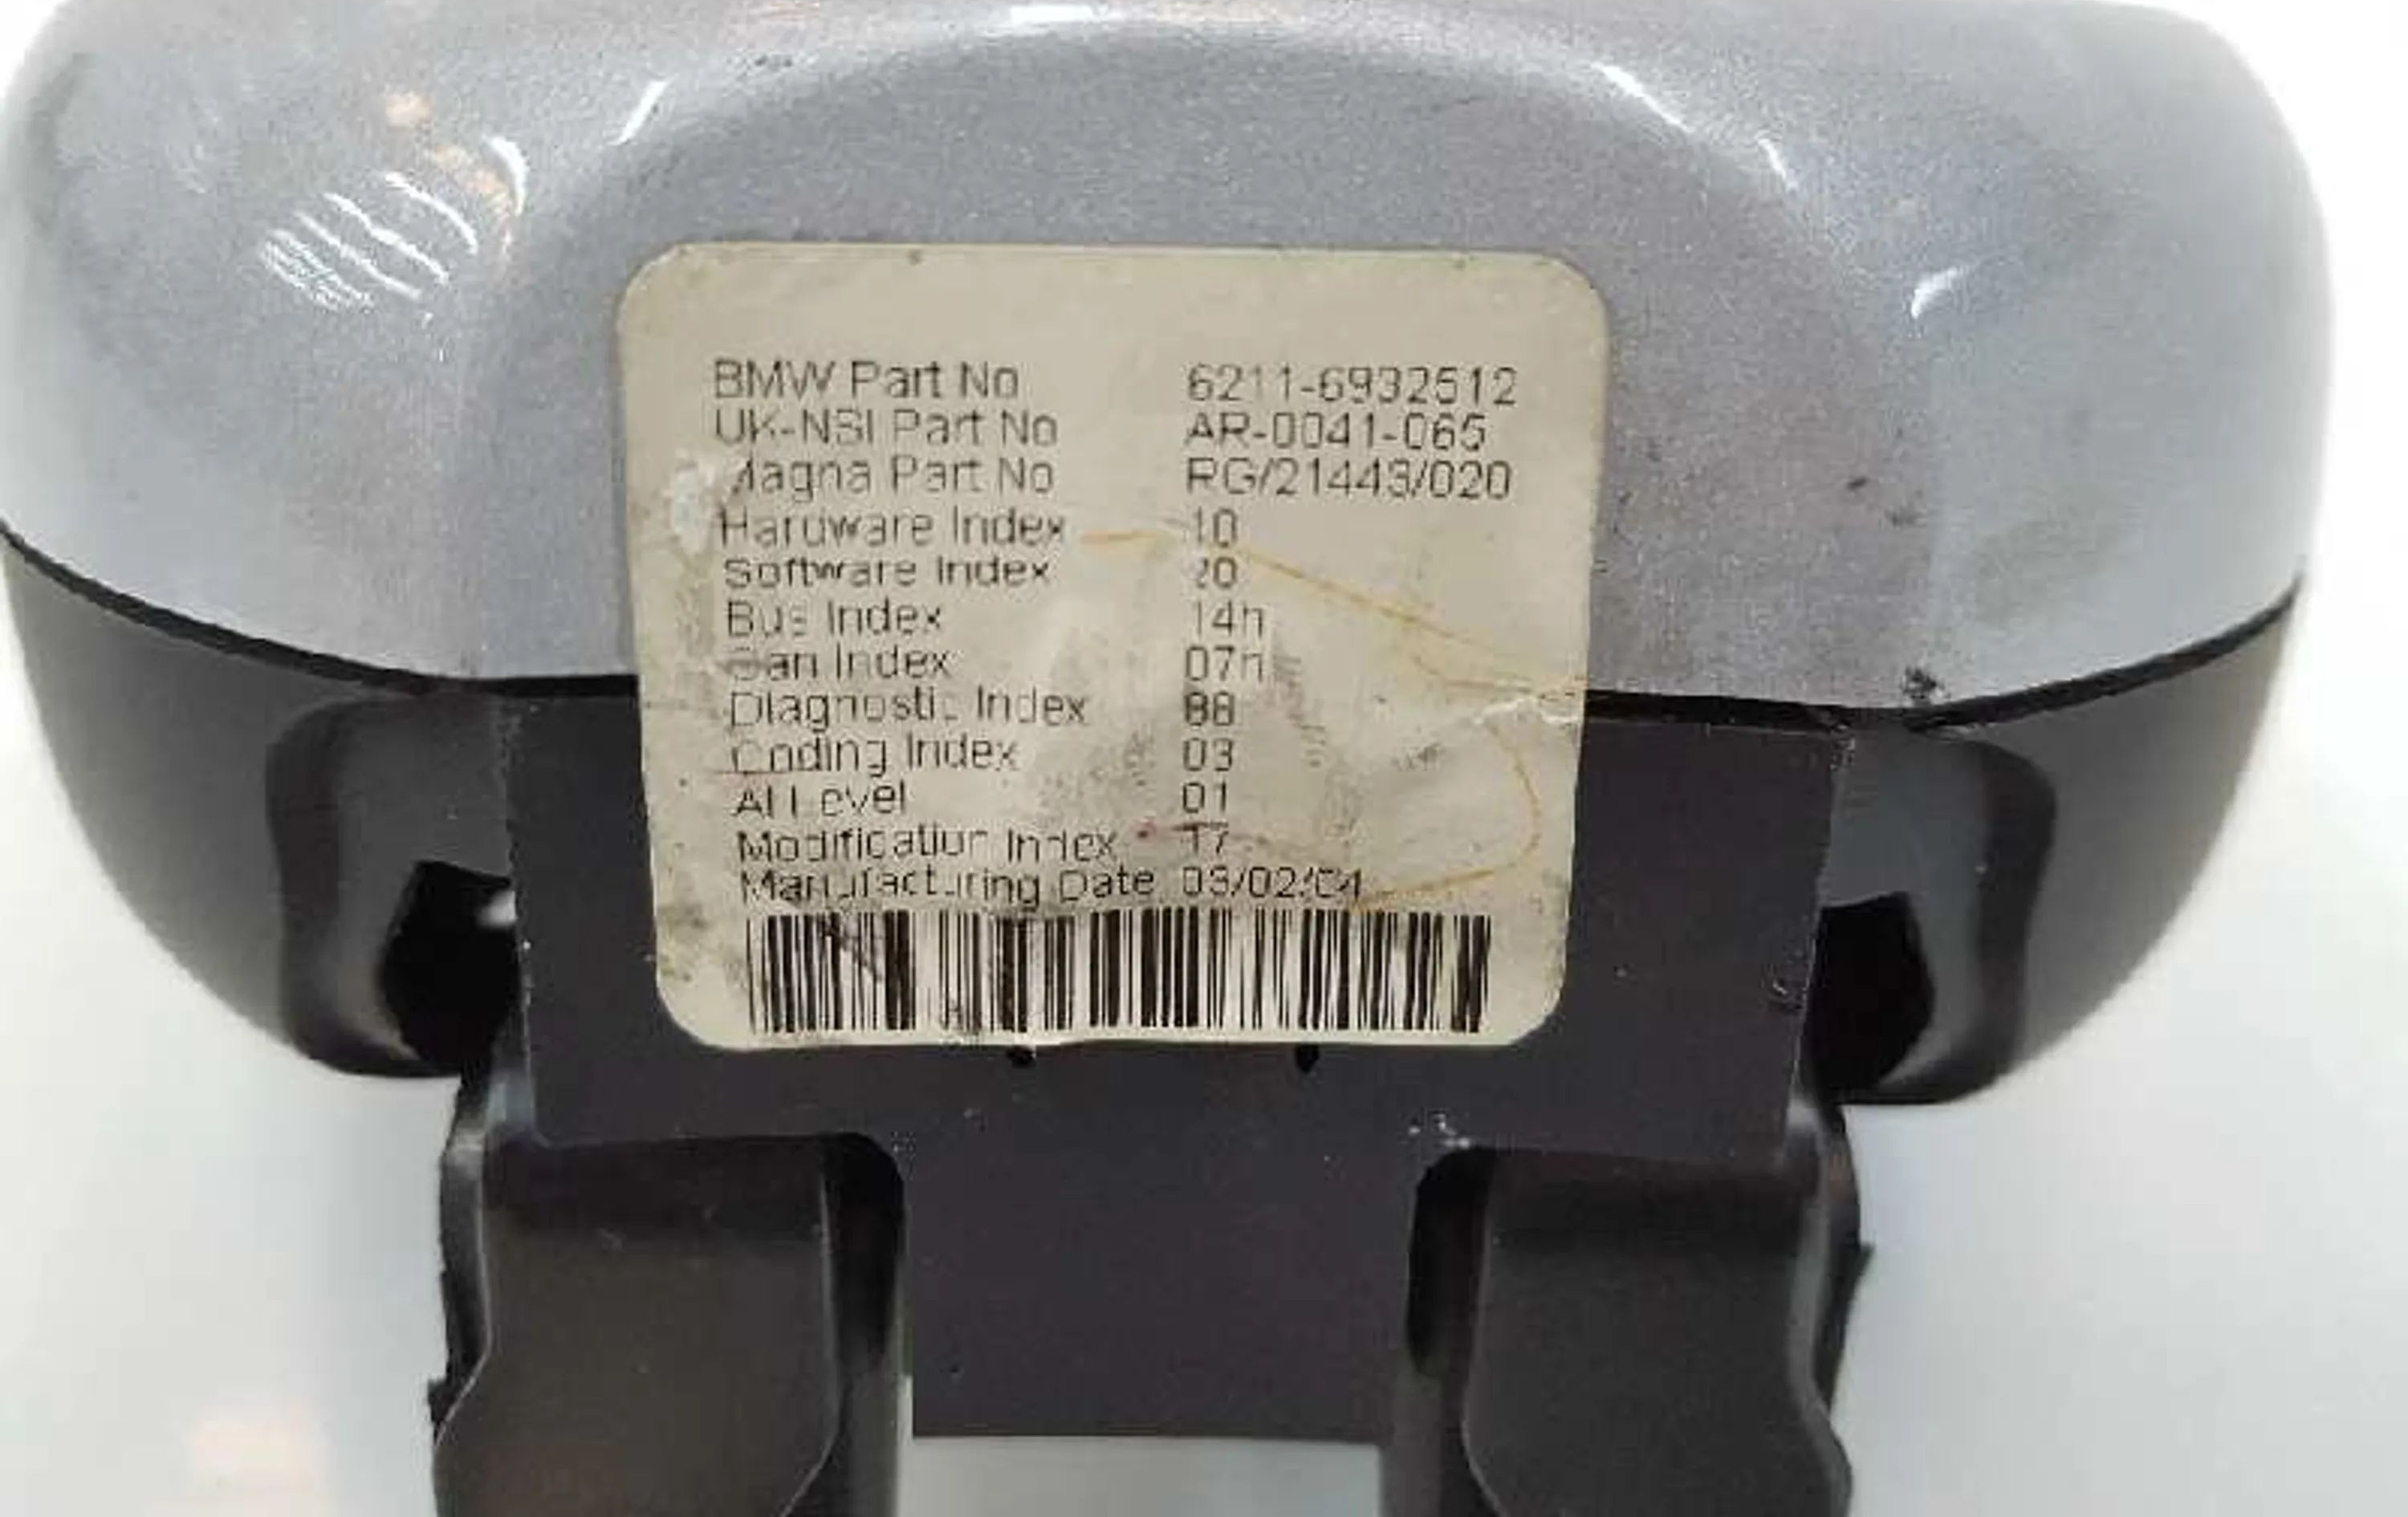 BMW Part No 6211-6932512
UK-NSI Part No AR-0041-065
Magna Part No RG/21443/020
Hardware Index 10
Software Index 20
Bus Index 14h
Can Index 07h
Diagnostic Index 88
Coding Index 03
AI Level 01
Modification Index 17
Manufacturing Date 03/02/04